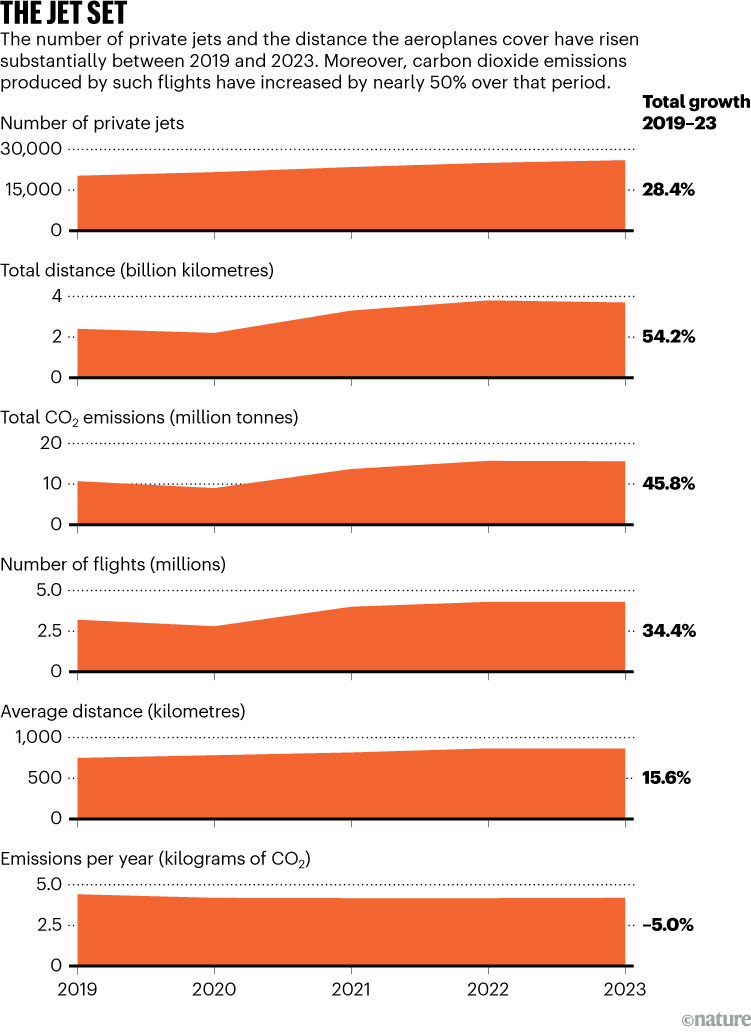 THE JET SET
The number of private jets and the distance the aeroplanes cover have risen
substantially between 2019 and 2023. Moreover, carbon dioxide emissions
produced by such flights have increased by nearly 50% over that period.
Total growth
2019–23
Number of private jets
30,000
15,000
0
28.4%
Total distance (billion kilometres)
4
2
0
54.2%
Total CO₂ emissions (million tonnes)
20
10
0
45.8%
Number of flights (millions)
5.0
2.5
0
34.4%
Average distance (kilometres)
1,000
500
0
15.6%
Emissions per year (kilograms of CO₂)
5.0
2.5
0
–5.0%
2019 2020 2021 2022 2023
©nature